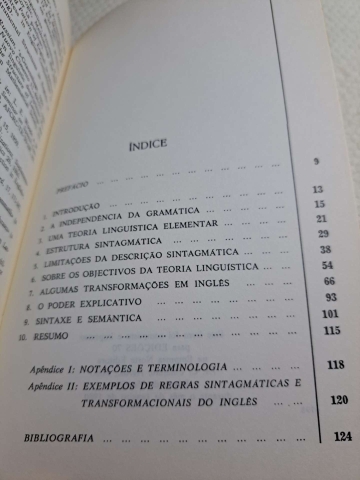 ÍNDICE
PREFÁCIO ... ... ... ... ... ... ... ... ... ... ... 9
1. INTRODUÇÃO ... ... ... ... ... ... ... ... ... 13
2. A INDEPENDÊNCIA DA GRAMÁTICA ... ... ... ... 15
3. UMA TEORIA LINGUISTICA ELEMENTAR ... ... ... 21
4. ESTRUTURA SINTAGMÁTICA ... ... ... ... ... ... 29
5. LIMITAÇÕES DA DESCRIÇÃO SINTAGMÁTICA ... ... 38
6. SOBRE OS OBJECTIVOS DA TEORIA LINGUISTICA ... 54
7. ALGUMAS TRANSFORMAÇÕES EM INGLÊS ... ... ... 66
8. O PODER EXPLICATIVO ... ... ... ... ... ... ... 93
9. SINTAXE E SEMÂNTICA ... ... ... ... ... ... ... 101
10. RESUMO ... ... ... ... ... ... ... ... ... ... 115
Apêndice I: NOTAÇÕES E TERMINOLOGIA ... ... ... ... 118
Apêndice II: EXEMPLOS DE REGRAS SINTAGMÁTICAS E
TRANSFORMACIONAIS DO INGLÊS ... ... ... 120
BIBLIOGRAFIA ... ... ... ... ... ... ... ... ... ... 124